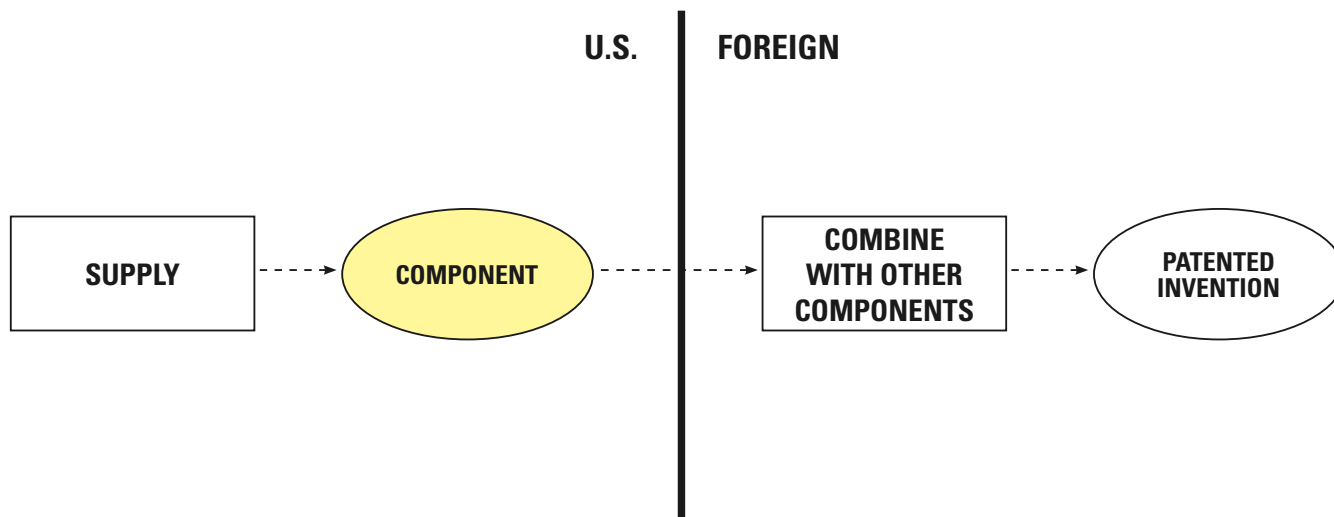 U.S.
FOREIGN
SUPPLY
COMPONENT
COMBINE
WITH OTHER
COMPONENTS
PATENTED
INVENTION